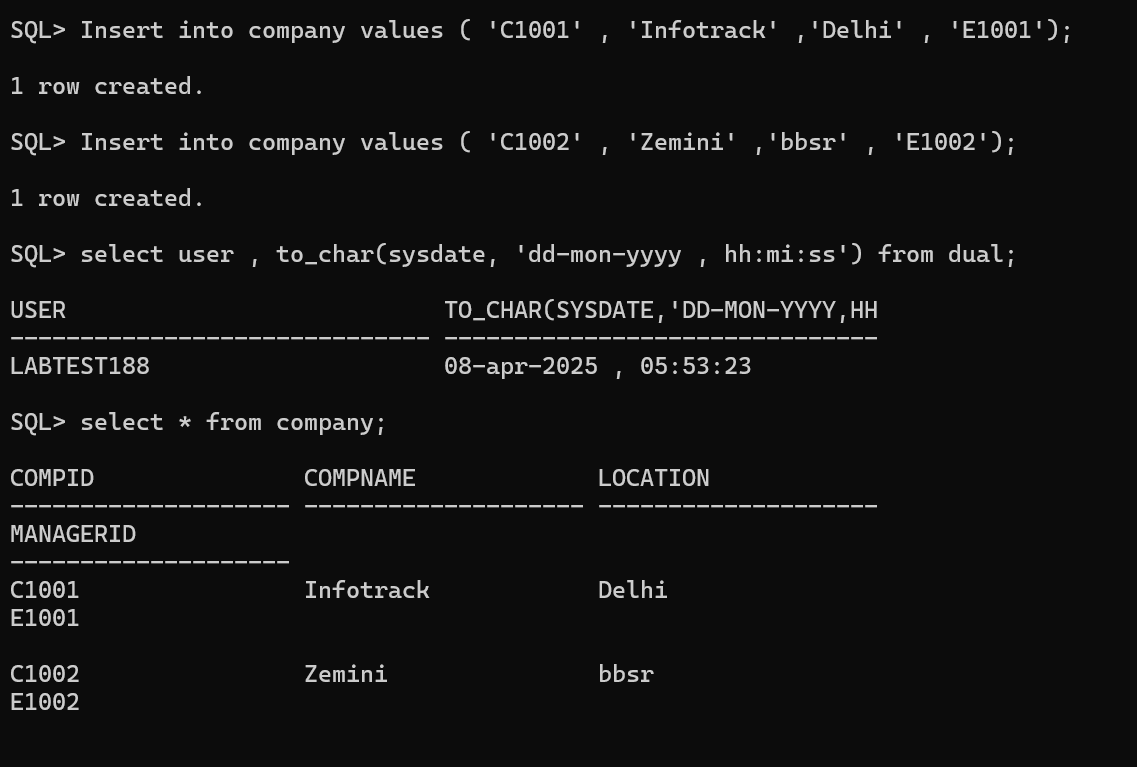 SQL> Insert into company values ( 'C1001' , 'Infotrack' ,'Delhi' , 'E1001');
1 row created.
SQL> Insert into company values ( 'C1002' , 'Zemini' ,'bbsr' , 'E1002');
1 row created.
SQL> select user , to_char(sysdate, 'dd-mon-yyyy , hh:mi:ss') from dual;
USER                           TO_CHAR(SYSDATE,'DD-MON-YYYY,HH
------------------------------ -------------------------------
LABTEST188                     08-apr-2025 , 05:53:23
SQL> select * from company;
COMPID               COMPNAME             LOCATION
-------------------- -------------------- --------------------
MANAGERID
--------------------
C1001                Infotrack            Delhi
E1001
C1002                Zemini               bbsr
E1002